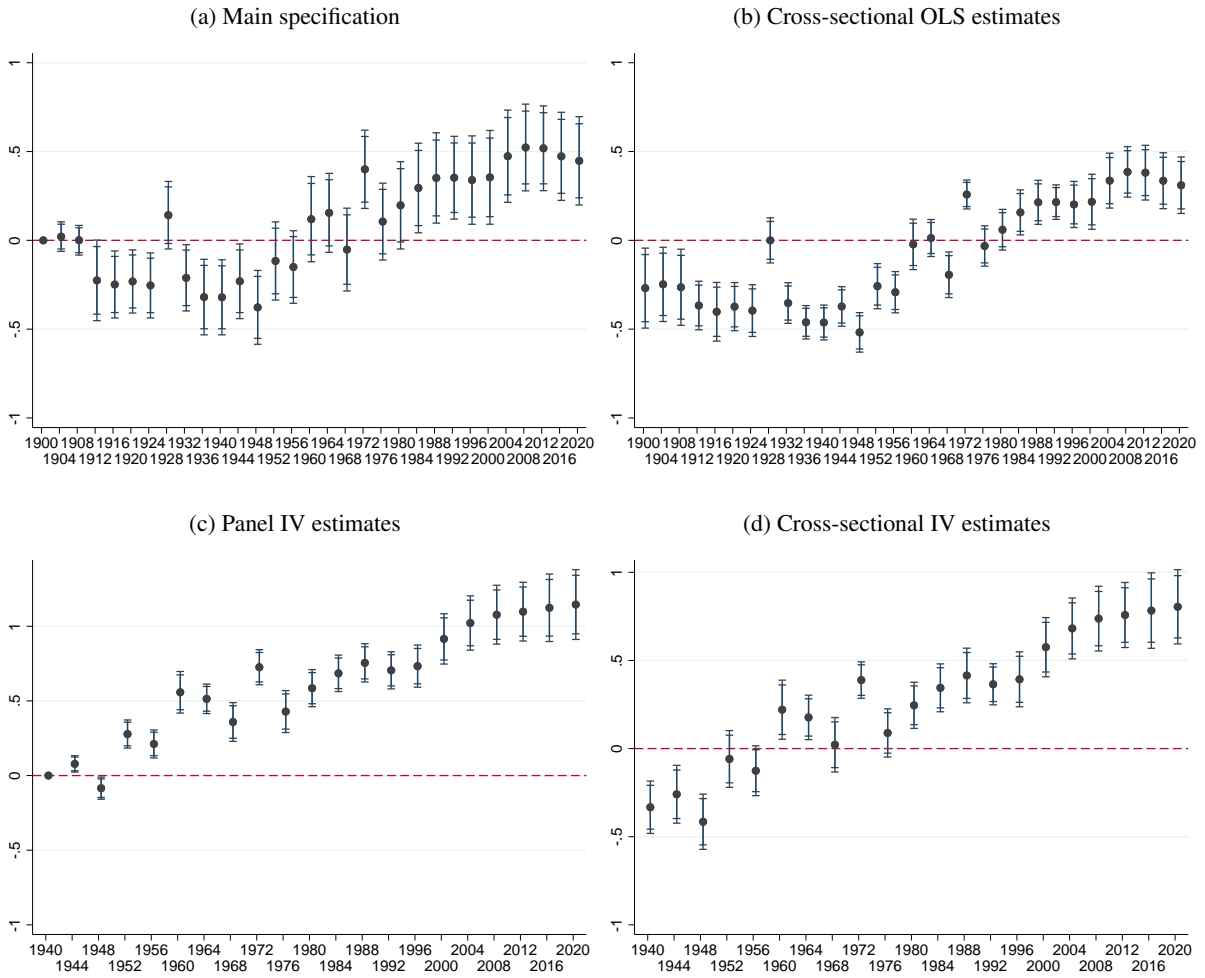 (a) Main specification
(b) Cross-sectional OLS estimates
1
.5
0
-.5
-1
1900 1908 1916 1924 1932 1940 1948 1956 1964 1972 1980 1988 1996 2004 2012 2020
1904 1912 1920 1928 1936 1944 1952 1960 1968 1976 1984 1992 2000 2008 2016
1
.5
0
-.5
-1
1900 1908 1916 1924 1932 1940 1948 1956 1964 1972 1980 1988 1996 2004 2012 2020
1904 1912 1920 1928 1936 1944 1952 1960 1968 1976 1984 1992 2000 2008 2016
(c) Panel IV estimates
(d) Cross-sectional IV estimates
1
.5
0
-.5
-1
1940 1948 1956 1964 1972 1980 1988 1996 2004 2012 2020
1944 1952 1960 1968 1976 1984 1992 2000 2008 2016
1
.5
0
-.5
-1
1940 1948 1956 1964 1972 1980 1988 1996 2004 2012 2020
1944 1952 1960 1968 1976 1984 1992 2000 2008 2016